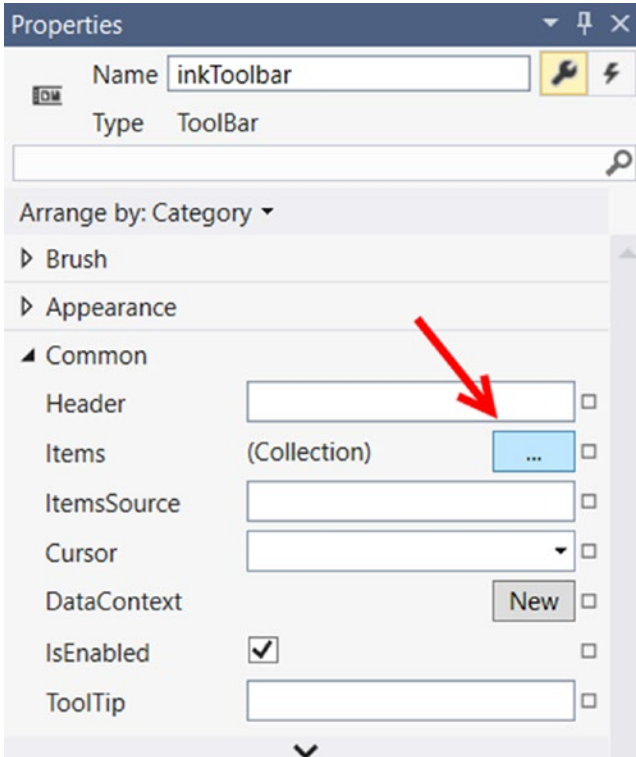 Properties
Name inkToolbar
Type ToolBar
Arrange by: Category
Brush
Appearance
Common
Header
Items (Collection) ...
ItemsSource
Cursor
DataContext New
IsEnabled
ToolTip